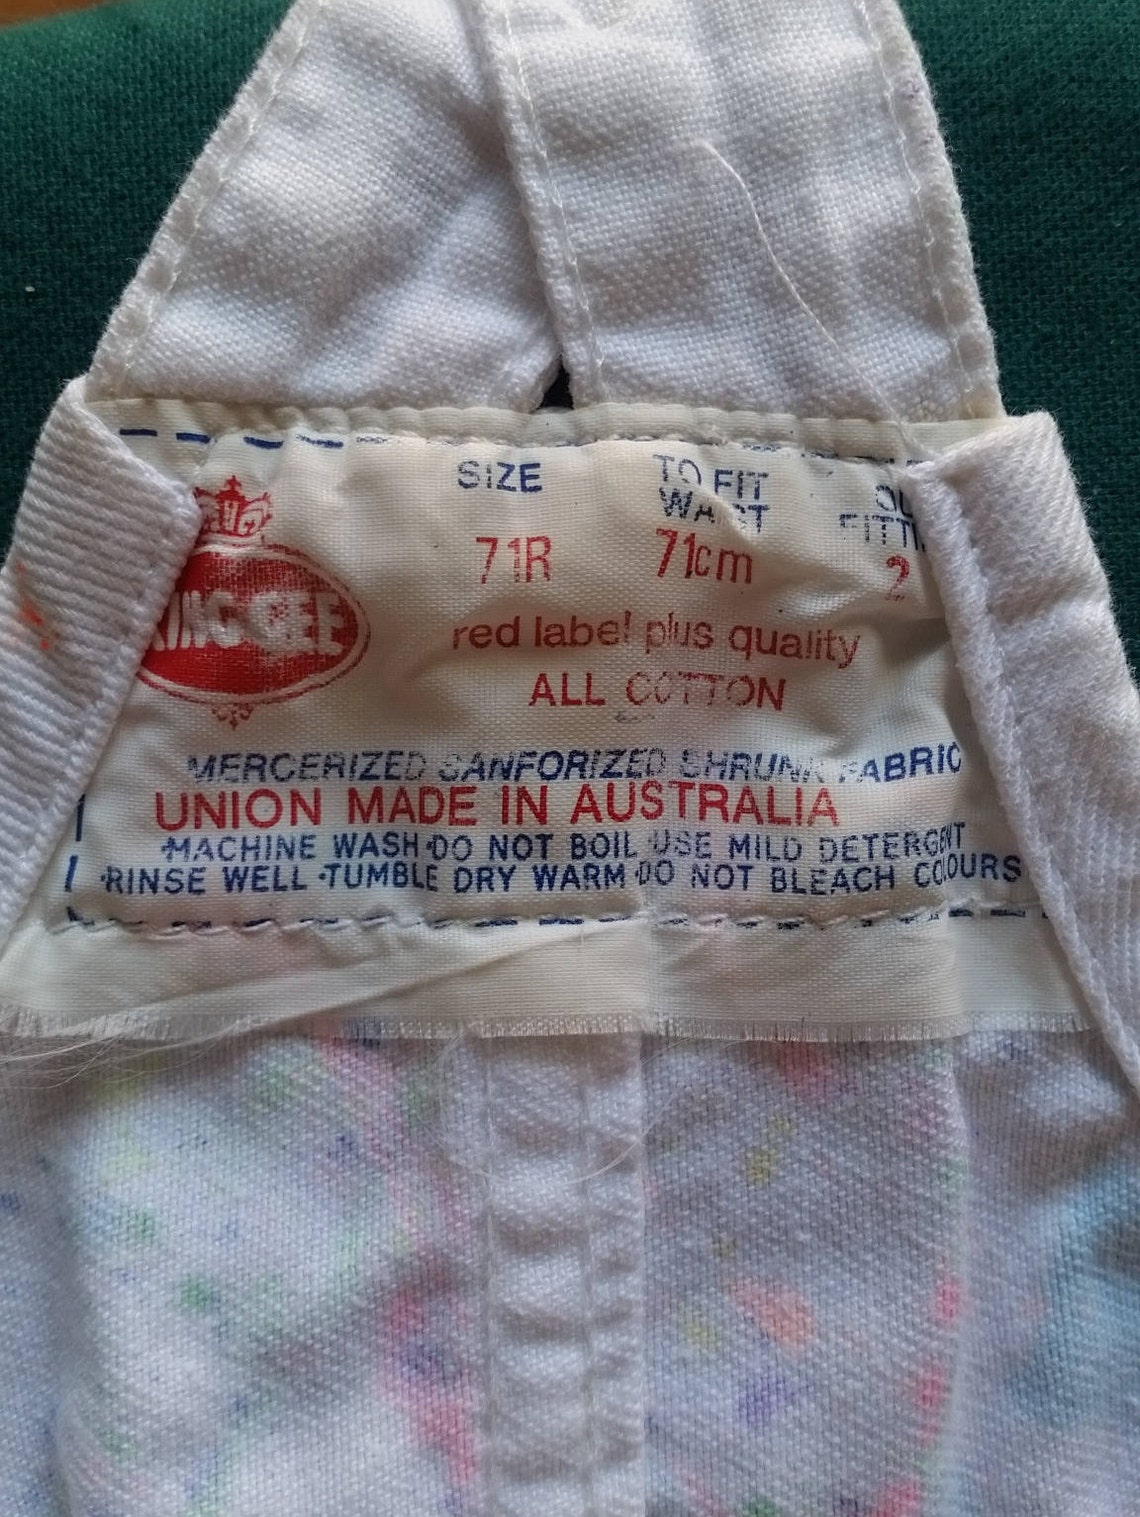 SIZE
TO FIT
WAIST
FITTI
71R
71cm
2
KING GEE
red label plus quality
ALL COTTON
MERCERIZED SANFORIZED SHRUNK FABRIC
UNION MADE IN AUSTRALIA
·MACHINE WASH·DO NOT BOIL·USE MILD DETERGENT
·RINSE WELL·TUMBLE DRY WARM·DO NOT BLEACH COLOURS